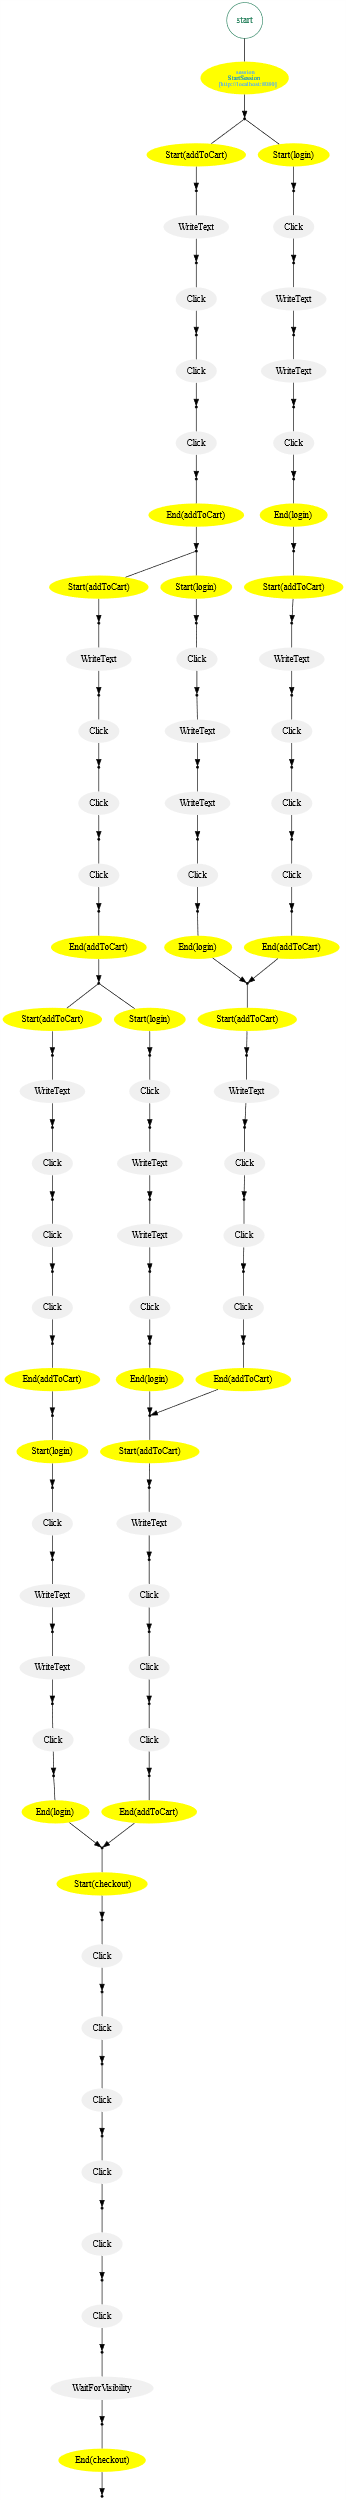 start
session
StartSession
[http://localhost:8080]
Start(addToCart)
Start(login)
WriteText
Click
Click
WriteText
Click
WriteText
Click
Click
End(addToCart)
End(login)
Start(addToCart)
Start(login)
Start(addToCart)
WriteText
Click
WriteText
Click
WriteText
Click
Click
WriteText
Click
Click
Click
Click
End(addToCart)
End(login)
End(addToCart)
Start(addToCart)
Start(login)
Start(addToCart)
WriteText
Click
WriteText
Click
WriteText
Click
Click
WriteText
Click
Click
Click
Click
End(addToCart)
End(login)
End(addToCart)
Start(login)
Start(addToCart)
Click
WriteText
WriteText
Click
WriteText
Click
Click
Click
End(login)
End(addToCart)
Start(checkout)
Click
Click
Click
Click
Click
Click
WaitForVisibility
End(checkout)